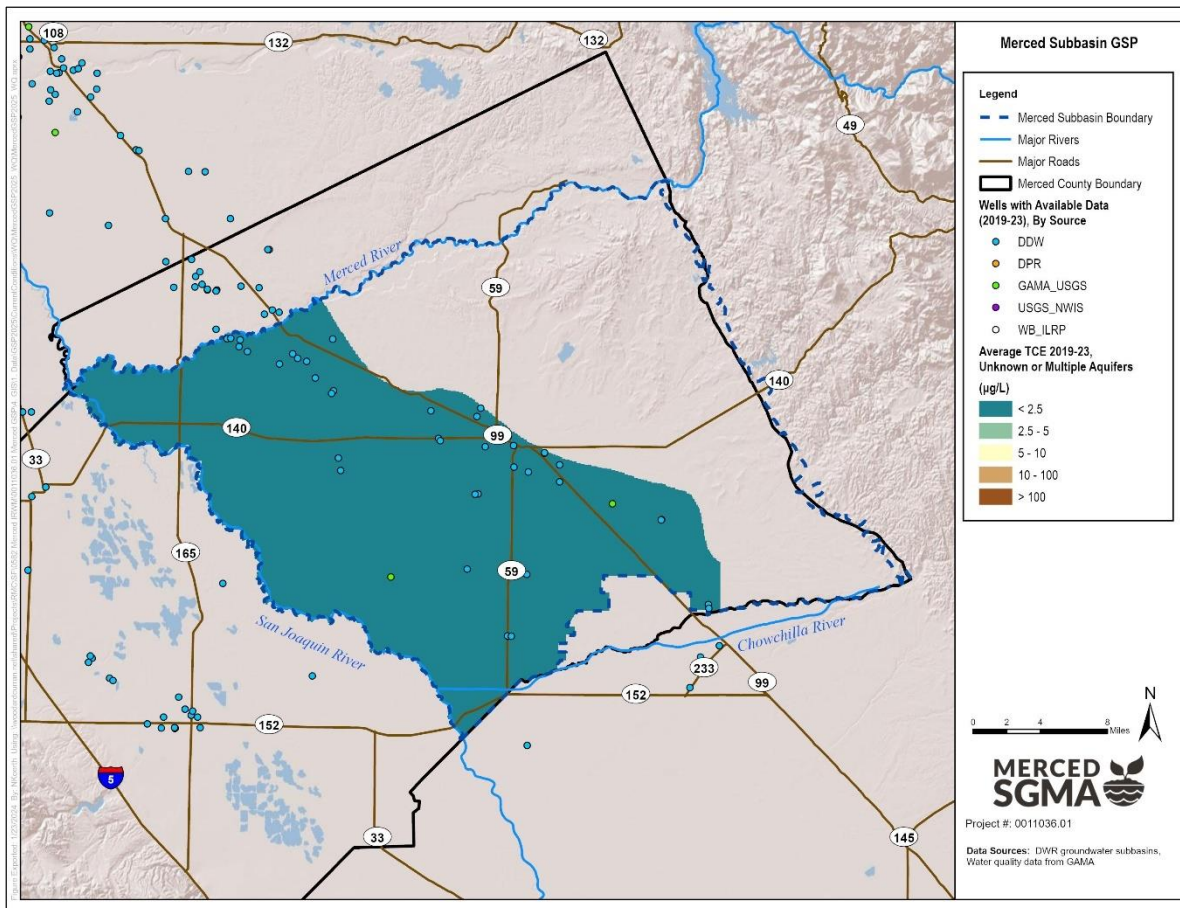 Merced Subbasin GSP
Legend
Merced Subbasin Boundary
Major Rivers
Major Roads
Merced County Boundary
Wells with Available Data
(2019-23), By Source
DDW
DPR
GAMA_USGS
USGS_NWIS
WB_ILRP
Average TCE 2019-23,
Unknown or Multiple Aquifers
(µg/L)
< 2.5
2.5 - 5
5 - 10
10 - 100
> 100
0 2 4 8
Miles
N
MERCED
SGMA
Project #: 0011036.01
Data Sources: DWR groundwater subbasins,
Water quality data from GAMA
108
132
132
49
Merced River
59
140
99
140
33
165
59
San Joaquin River
Chowchilla River
233
152
99
152
5
33
145